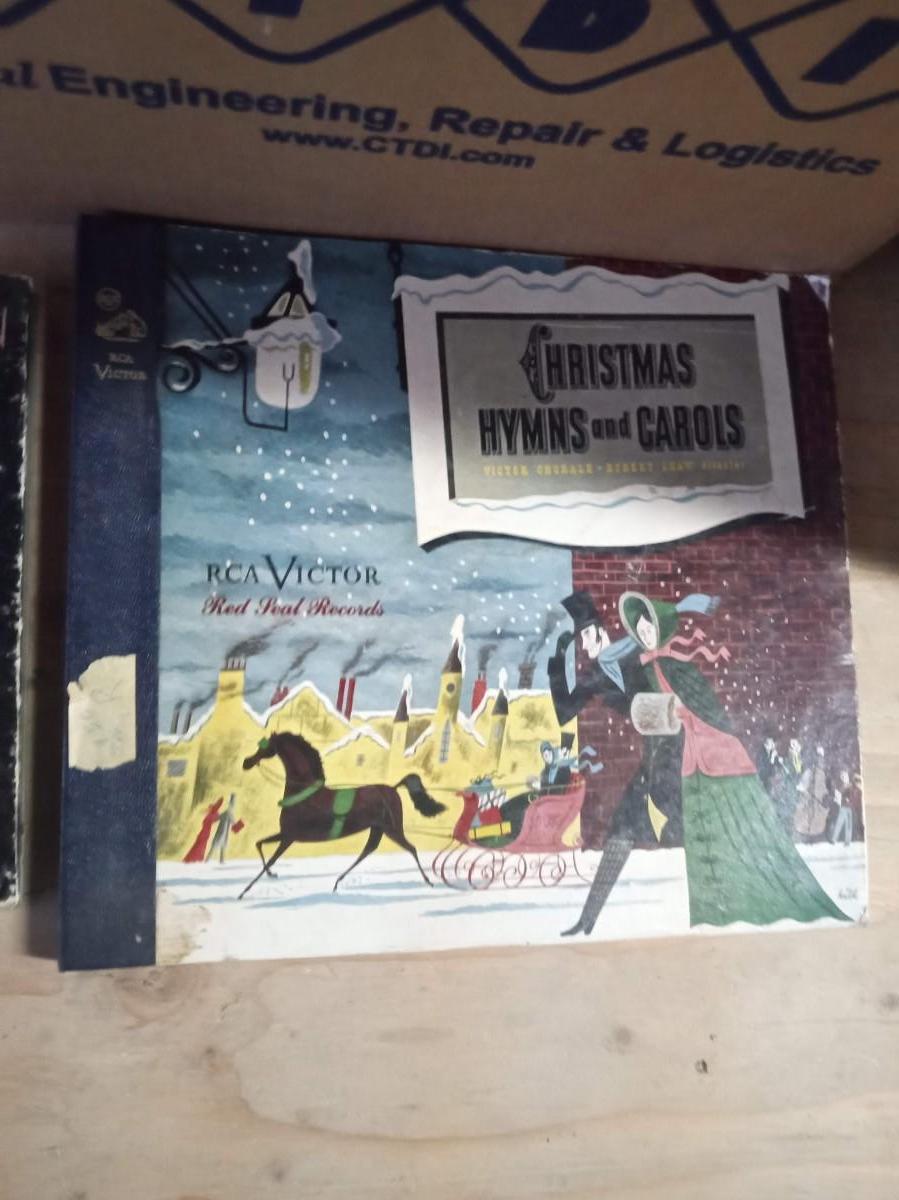 al Engineering, Repair & Logistics
www.CTDI.com
RCA
VICTOR
CHRISTMAS
HYMNS and CAROLS
VICTOR CHORALE • ROBERT SHAW director
RCA VICTOR
Red Seal Records